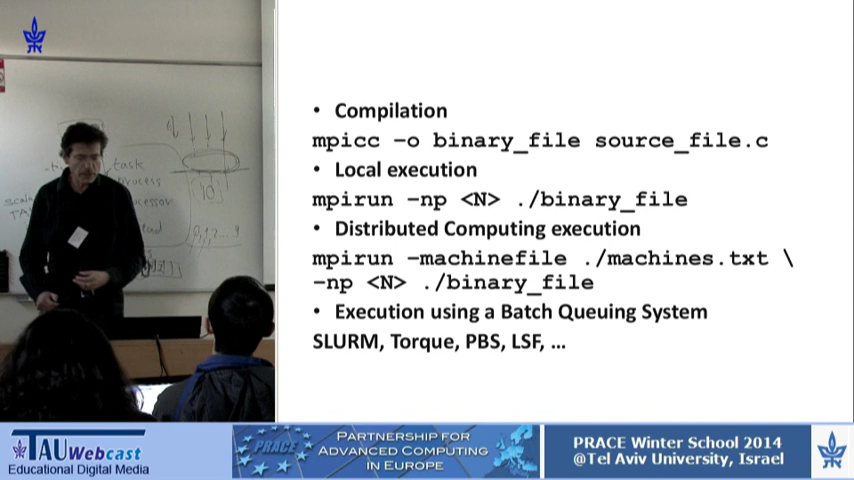 • Compilation
mpicc –o binary_file source_file.c
• Local execution
mpirun –np <N> ./binary_file
• Distributed Computing execution
mpirun –machinefile ./machines.txt \
–np <N> ./binary_file
• Execution using a Batch Queuing System
SLURM, Torque, PBS, LSF, ...
task
TAUWebcast
Educational Digital Media
PRACE
PARTNERSHIP FOR
ADVANCED COMPUTING
IN EUROPE
PRACE Winter School 2014
@Tel Aviv University, Israel